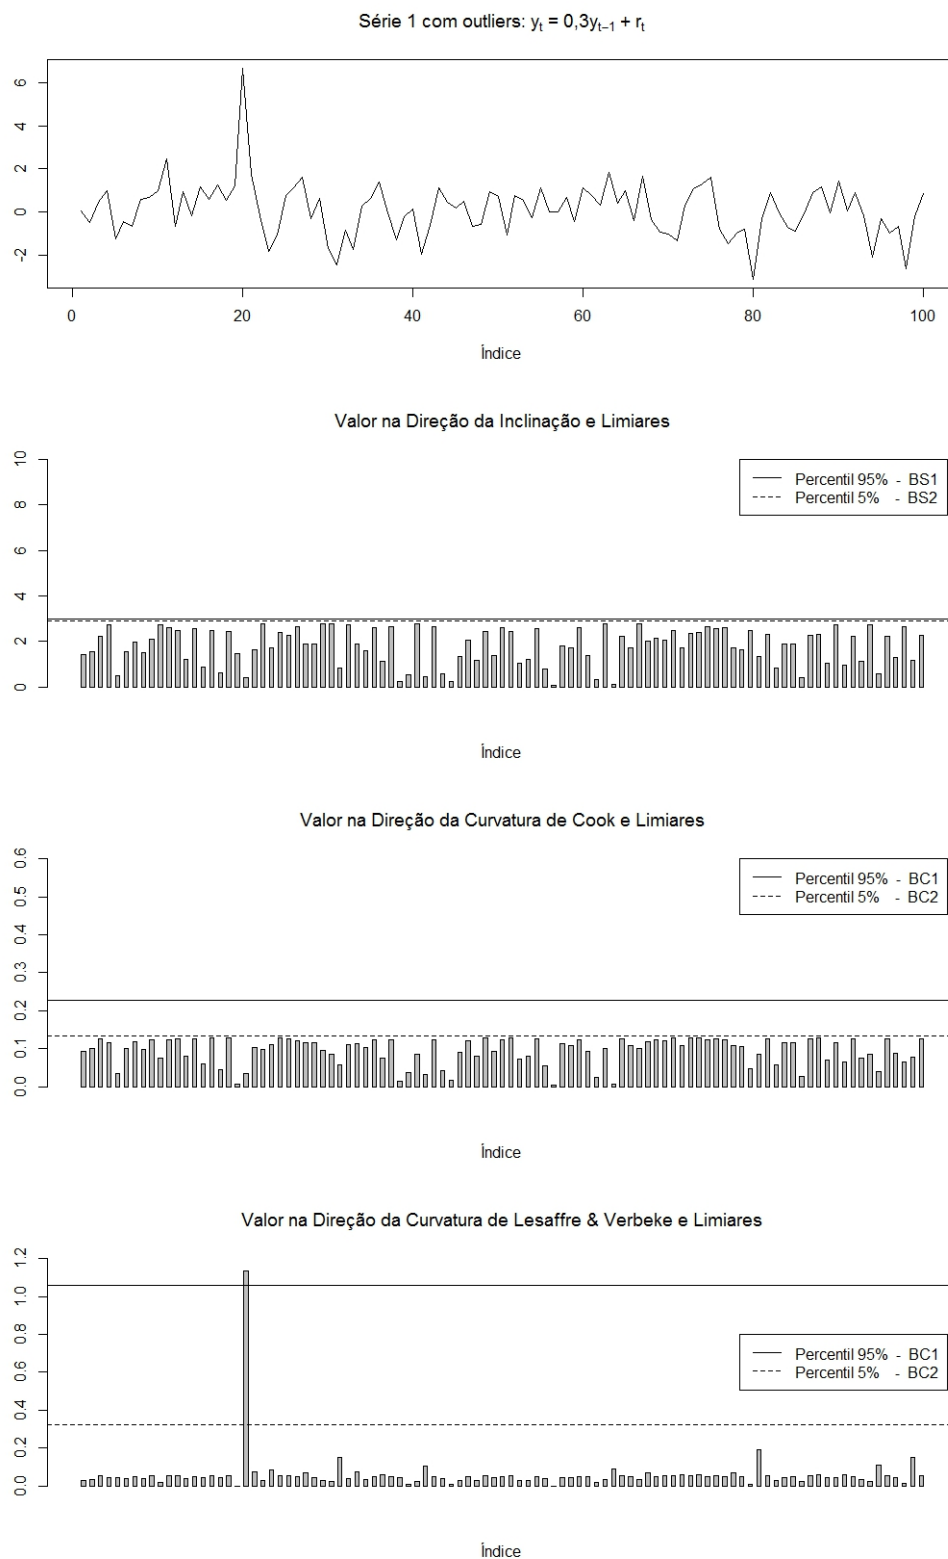 Série 1 com outliers: yt = 0,3yt−1 + rt
6
4
2
0
-2
0 20 40 60 80 100
Índice
Valor na Direção da Inclinação e Limiares
10
8
6
4
2
0
Percentil 95% - BS1
Percentil 5% - BS2
Índice
Valor na Direção da Curvatura de Cook e Limiares
0.6
0.5
0.4
0.3
0.2
0.1
0.0
Percentil 95% - BC1
Percentil 5% - BC2
Índice
Valor na Direção da Curvatura de Lesaffre & Verbeke e Limiares
1.2
1.0
0.8
0.6
0.4
0.2
0.0
Percentil 95% - BC1
Percentil 5% - BC2
Índice